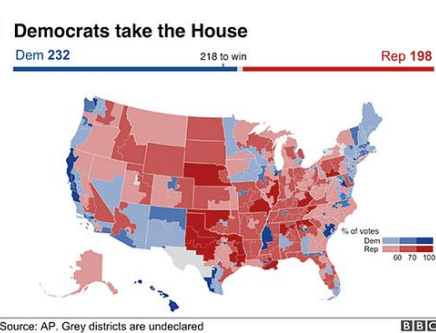 Democrats take the House
Dem 232
218 to win
Rep 198
% of votes
Dem
Rep
60 70 100
Source: AP. Grey districts are undeclared
BBC